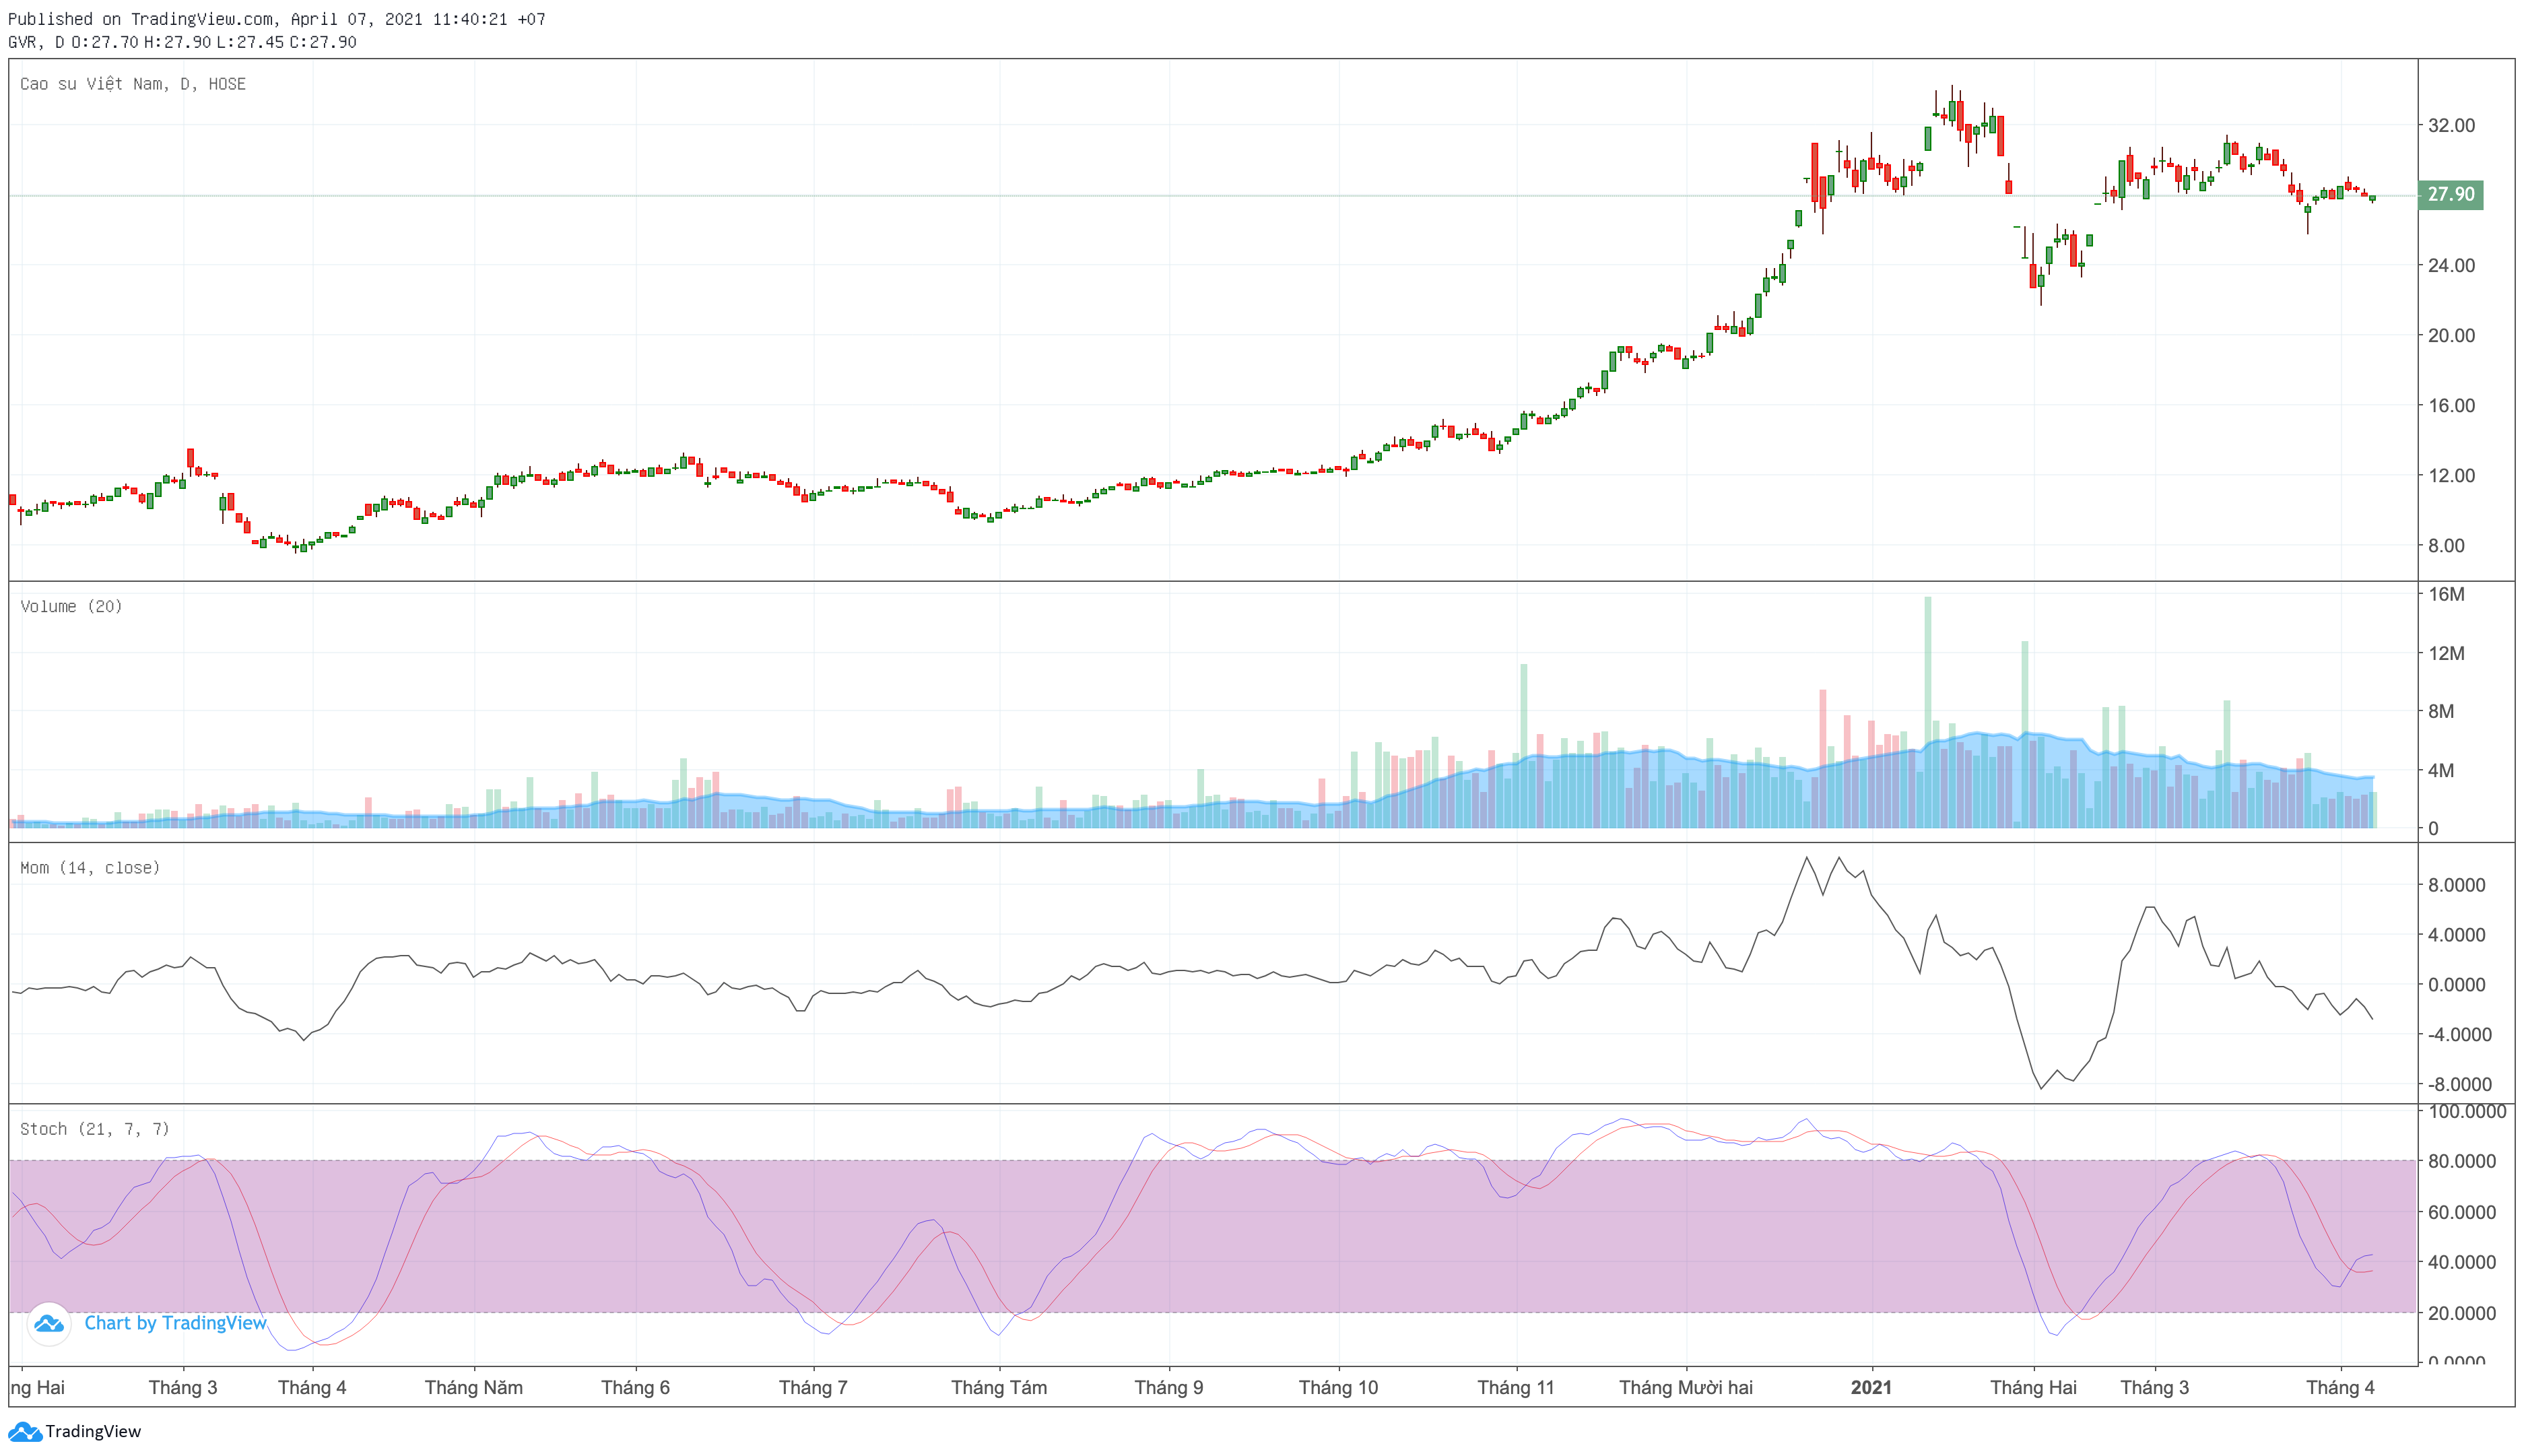 Published on TradingView.com, April 07, 2021 11:40:21 +07
GVR, D O:27.70 H:27.90 L:27.45 C:27.90
Cao su Việt Nam, D, HOSE
32.00
27.90
24.00
20.00
16.00
12.00
8.00
Volume (20)
16M
12M
8M
4M
0
Mom (14, close)
8.0000
4.0000
0.0000
-4.0000
-8.0000
Stoch (21, 7, 7)
100.0000
80.0000
60.0000
40.0000
20.0000
0.0000
Chart by TradingView
ng Hai Tháng 3 Tháng 4 Tháng Năm Tháng 6 Tháng 7 Tháng Tám Tháng 9 Tháng 10 Tháng 11 Tháng Mười hai 2021 Tháng Hai Tháng 3 Tháng 4
TradingView